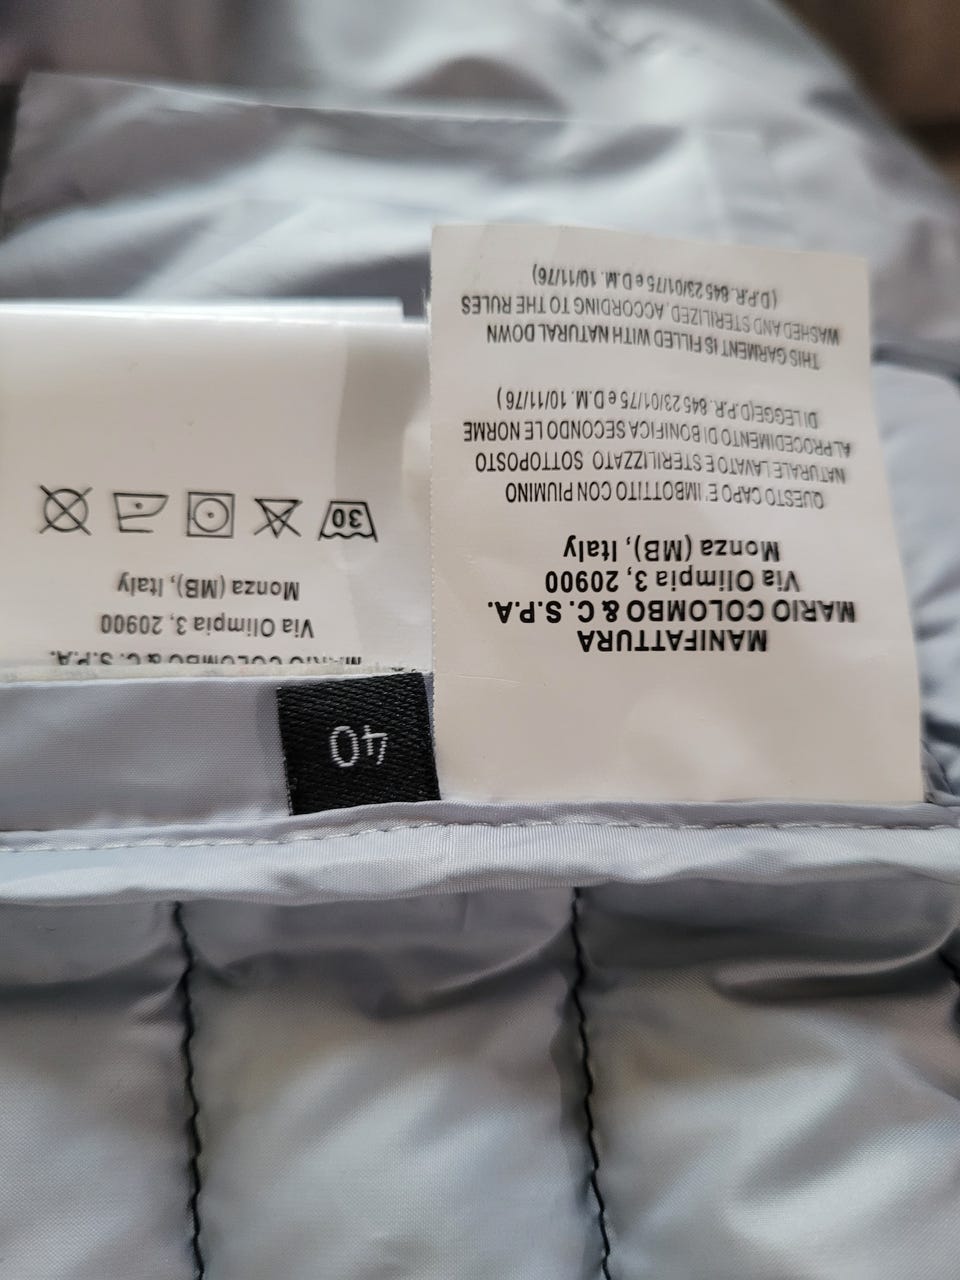 MANIFATTURA
MARIO COLOMBO & C. S.P.A.
Via Olimpia 3, 20900
Monza (MB), Italy
QUESTO CAPO E' IMBOTTITO CON PIUMINO
NATURALE LAVATO E STERILIZZATO SOTTOPOSTO
AL PROCEDIMENTO DI BONIFICA SECONDO LE NORME
DI LEGGE(D.P.R. 845 23/01/75 e D.M. 10/11/76)
THIS GARMENT IS FILLED WITH NATURAL DOWN
WASHED AND STERILIZED, ACCORDING TO THE RULES
(D.P.R. 845 23/01/75 e D.M. 10/11/76)
40
MARIO COLOMBO & C. S.P.A.
Via Olimpia 3, 20900
Monza (MB), Italy
30